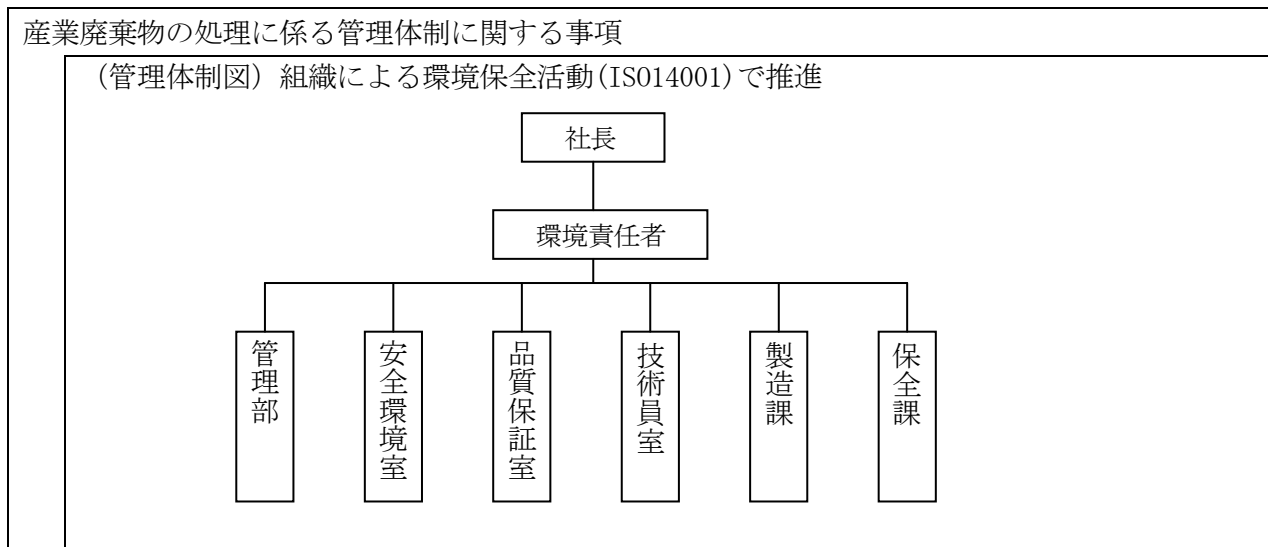 産業廃棄物の処理に係る管理体制に関する事項
（管理体制図）組織による環境保全活動(ISO14001)で推進
社長
環境責任者
管理部
安全環境室
品質保証室
技術員室
製造課
保全課